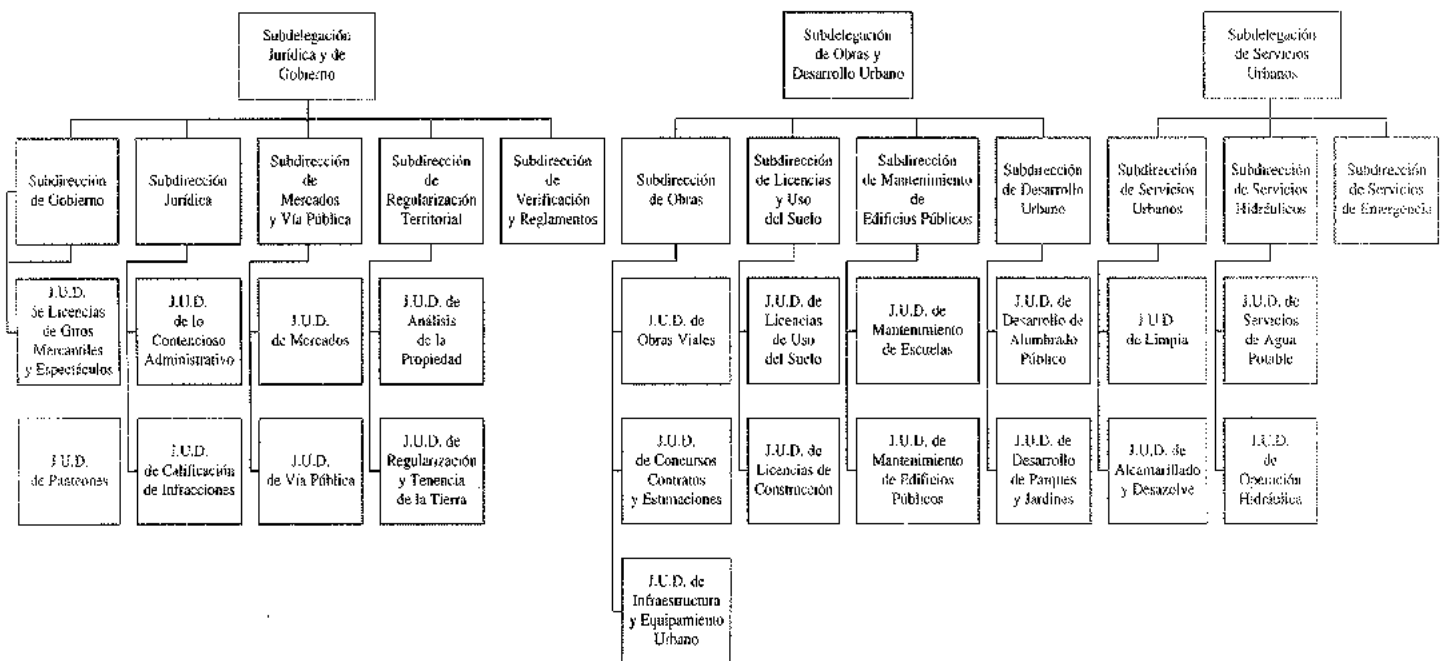 Subdelegación
Jurídica y de
Gobierno
Subdelegación
de Obras y
Desarrollo Urbano
Subdelegación
de Servicios
Urbanos
Subdirección
de Gobierno
Subdirección
Jurídica
Subdirección
de
Mercados
y Vía Pública
Subdirección
de
Regularización
Territorial
Subdirección
de
Verificación
y Reglamentos
Subdirección
de Obras
Subdirección
de Licencias
y Uso
del Suelo
Subdirección
de Mantenimiento
de
Edificios Públicos
Subdirección
de Desarrollo
Urbano
Subdirección
de Servicios
Urbanos
Subdirección
de Servicios
Hidráulicos
Subdirección
de Servicios
de Emergencia
J.U.D.
de Licencias
de Giros
Mercantiles
y Espectáculos
J.U.D.
de lo
Contencioso
Administrativo
J.U.D.
de Mercados
J.U.D. de
Análisis
de la
Propiedad
J.U.D. de
Obras Viales
J.U.D. de
Licencias
de Uso
del Suelo
J.U.D. de
Mantenimiento
de Escuelas
J.U.D. de
Desarrollo de
Alumbrado
Público
J.U.D
de Limpia
J.U.D. de
Servicios
de Agua
Potable
J.U.D.
de Panteones
J.U.D.
de Calificación
de Infracciones
J.U.D.
de Vía Pública
J.U.D. de
Regularización
y Tenencia
de la Tierra
J.U.D.
de Concursos
Contratos
y Estimaciones
J.U.D. de
Licencias de
Construcción
J.U.D. de
Mantenimiento
de Edificios
Públicos
J.U.D. de
Desarrollo
de Parques
y Jardines
J.U.D.
de Alcamarillado
y Desazolve
J.U.D.
de
Operación
Hidráulica
J.U.D. de
Infraestructura
y Equipamiento
Urbano